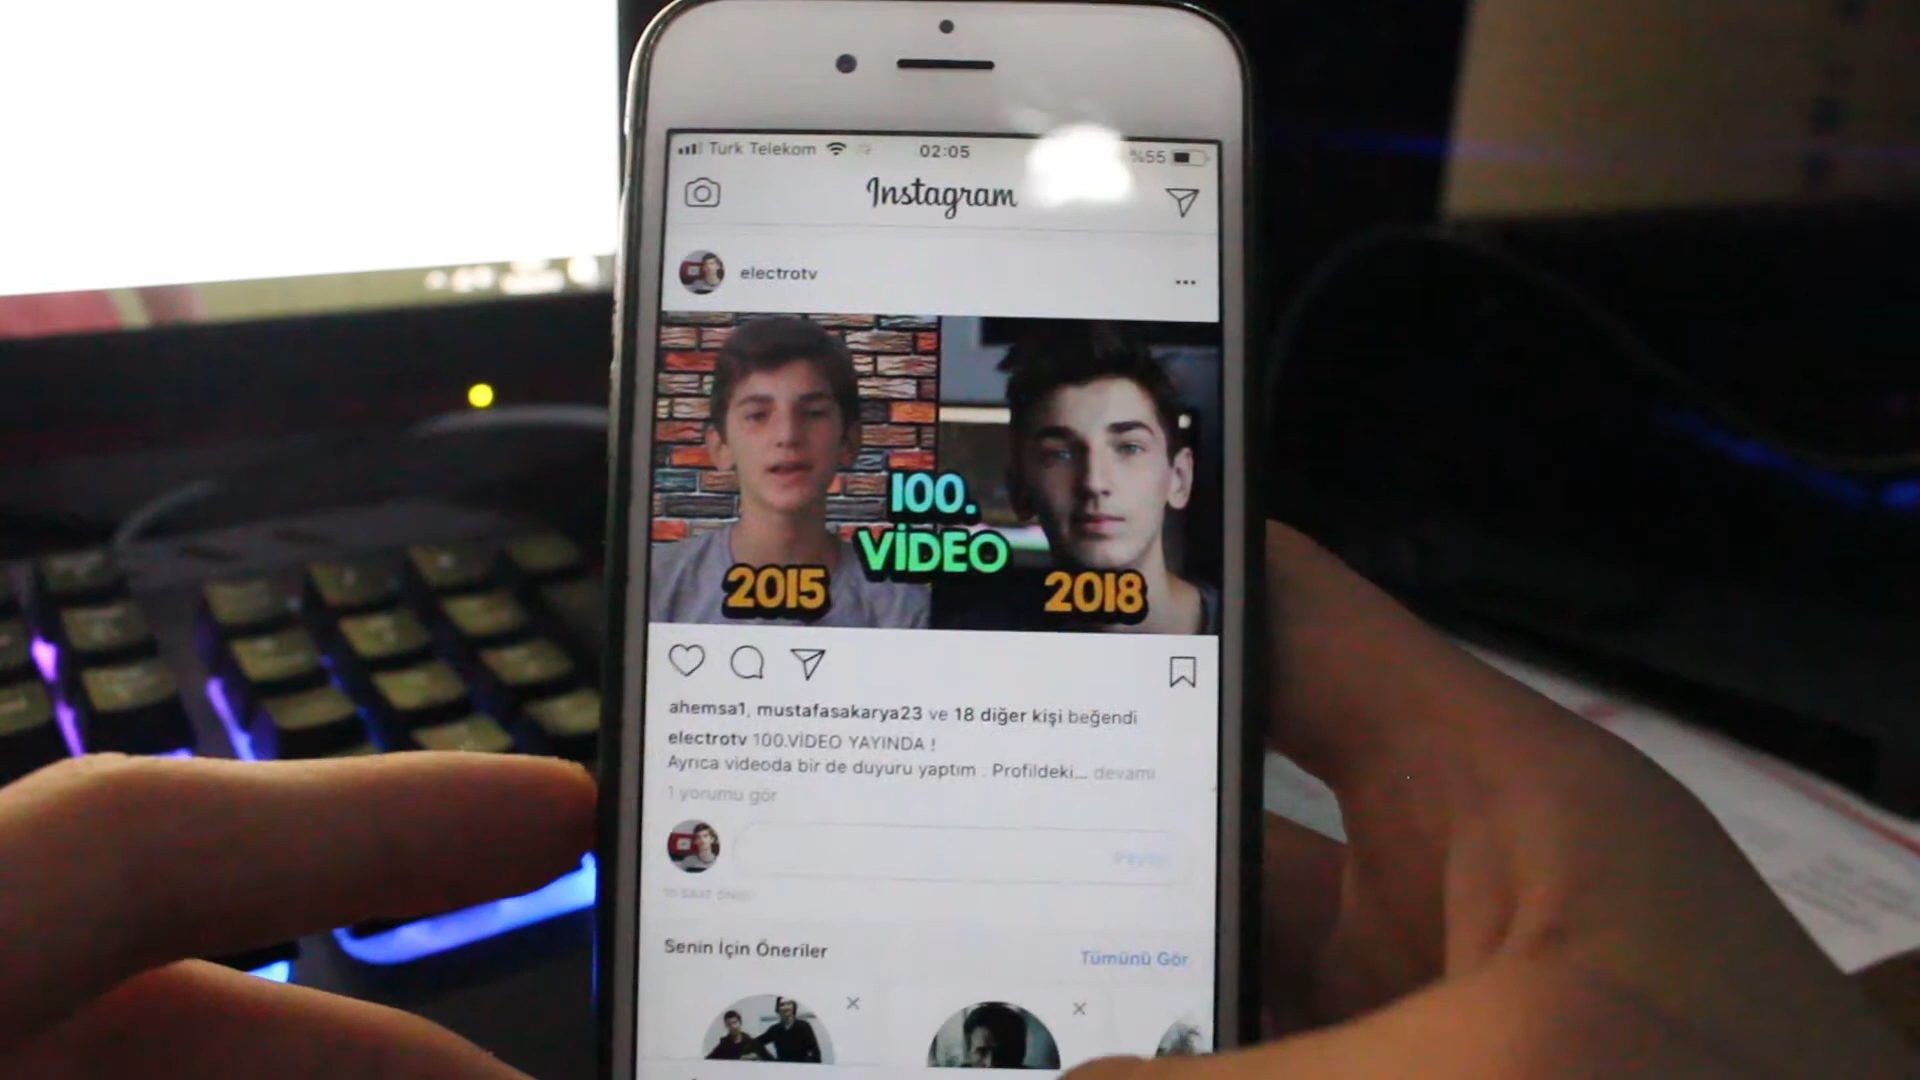 Türk Telekom
02:05
%55
Instagram
electrotv
100.
VİDEO
2015
2018
ahemsa1, mustafasakarya23 ve 18 diğer kişi beğendi
electrotv 100.VİDEO YAYINDA !
Ayrıca videoda bir de duyuru yaptım . Profildeki... devamı
1 yorumu gör
Senin İçin Öneriler
Tümünü Gör